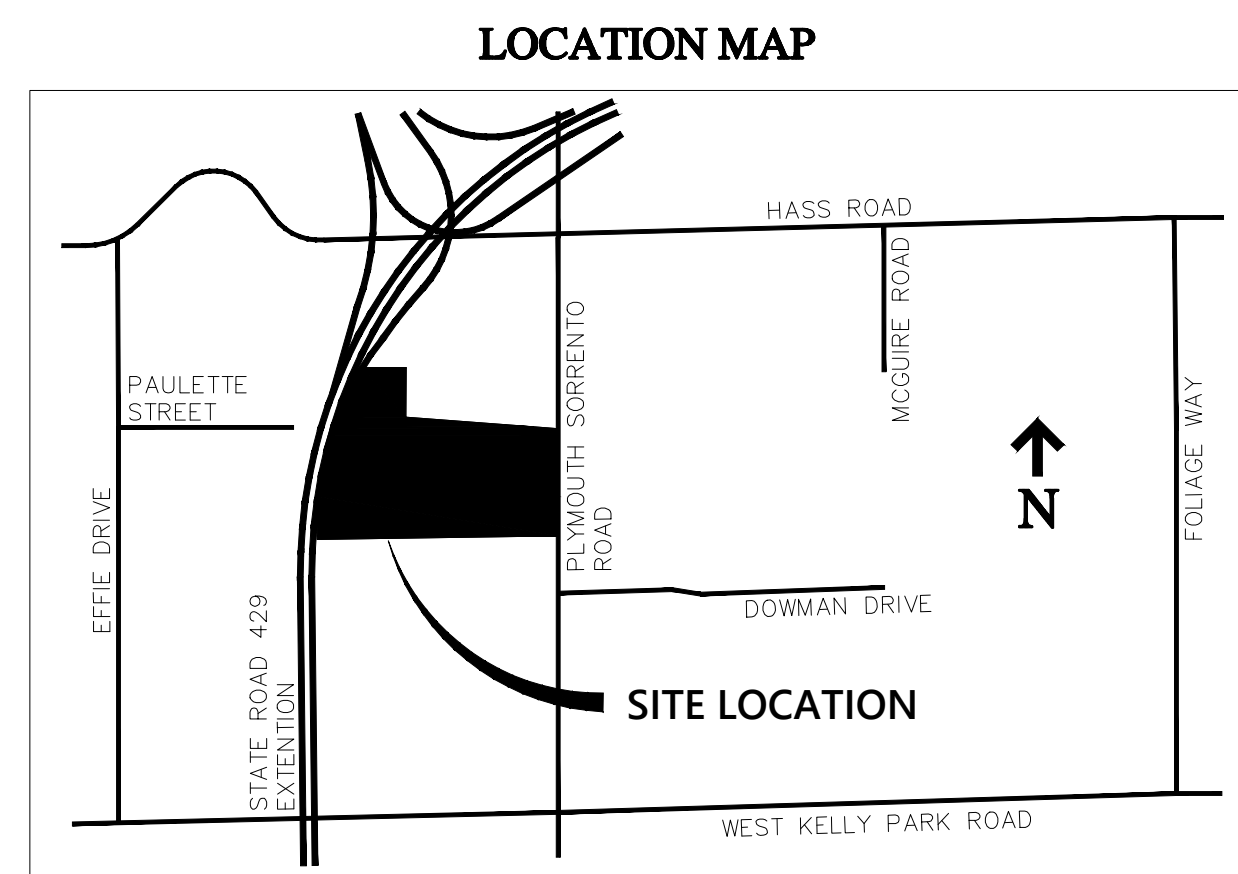 LOCATION MAP
HASS ROAD
MCGUIRE ROAD
PLYMOUTH SORRENTO
ROAD
PAULETTE
STREET
FOLIAGE WAY
N
EFFIE DRIVE
STATE ROAD 429
EXTENTION
DOWMAN DRIVE
SITE LOCATION
WEST KELLY PARK ROAD